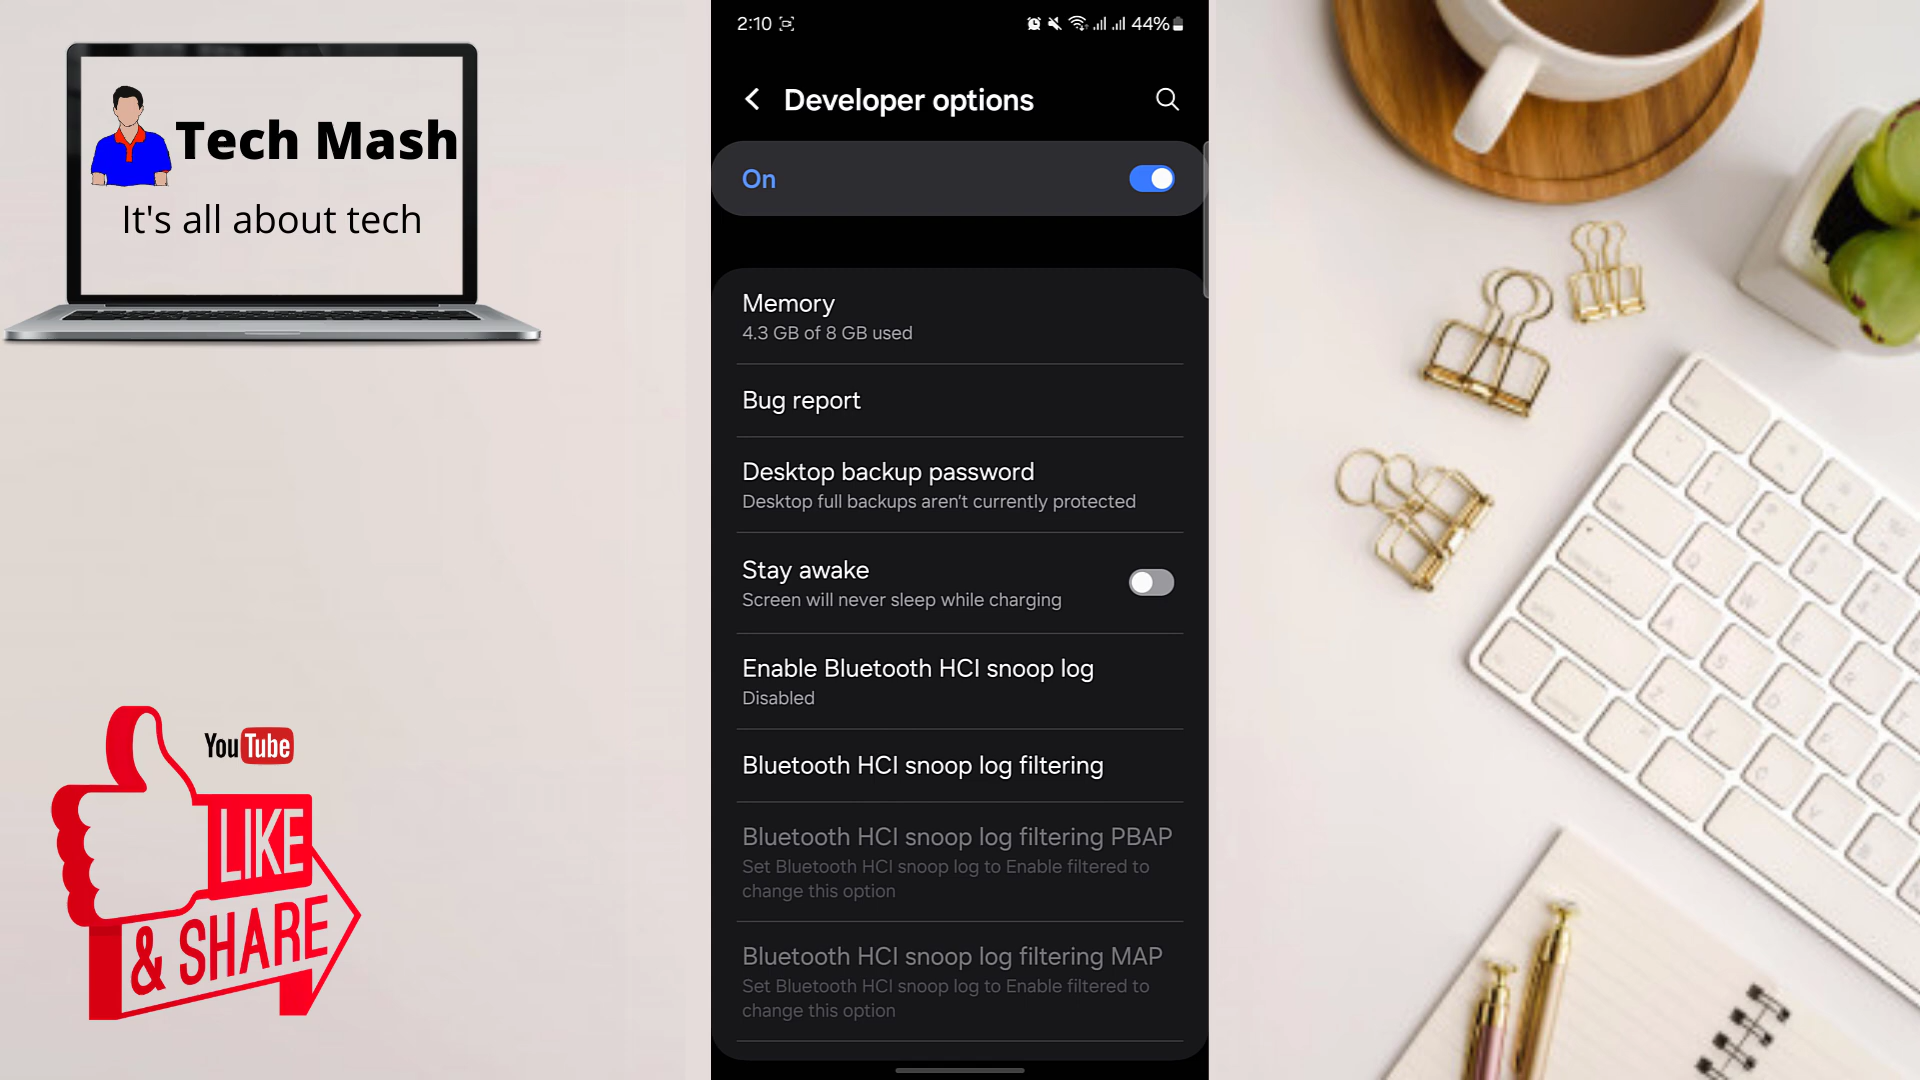 Tech Mash
It's all about tech
YouTube
LIKE
& SHARE
2:10
44%
Developer options
On
Memory
4.3 GB of 8 GB used
Bug report
Desktop backup password
Desktop full backups aren't currently protected
Stay awake
Screen will never sleep while charging
Enable Bluetooth HCI snoop log
Disabled
Bluetooth HCI snoop log filtering
Bluetooth HCI snoop log filtering PBAP
Set Bluetooth HCI snoop log to Enable filtered to
change this option
Bluetooth HCI snoop log filtering MAP
Set Bluetooth HCI snoop log to Enable filtered to
change this option